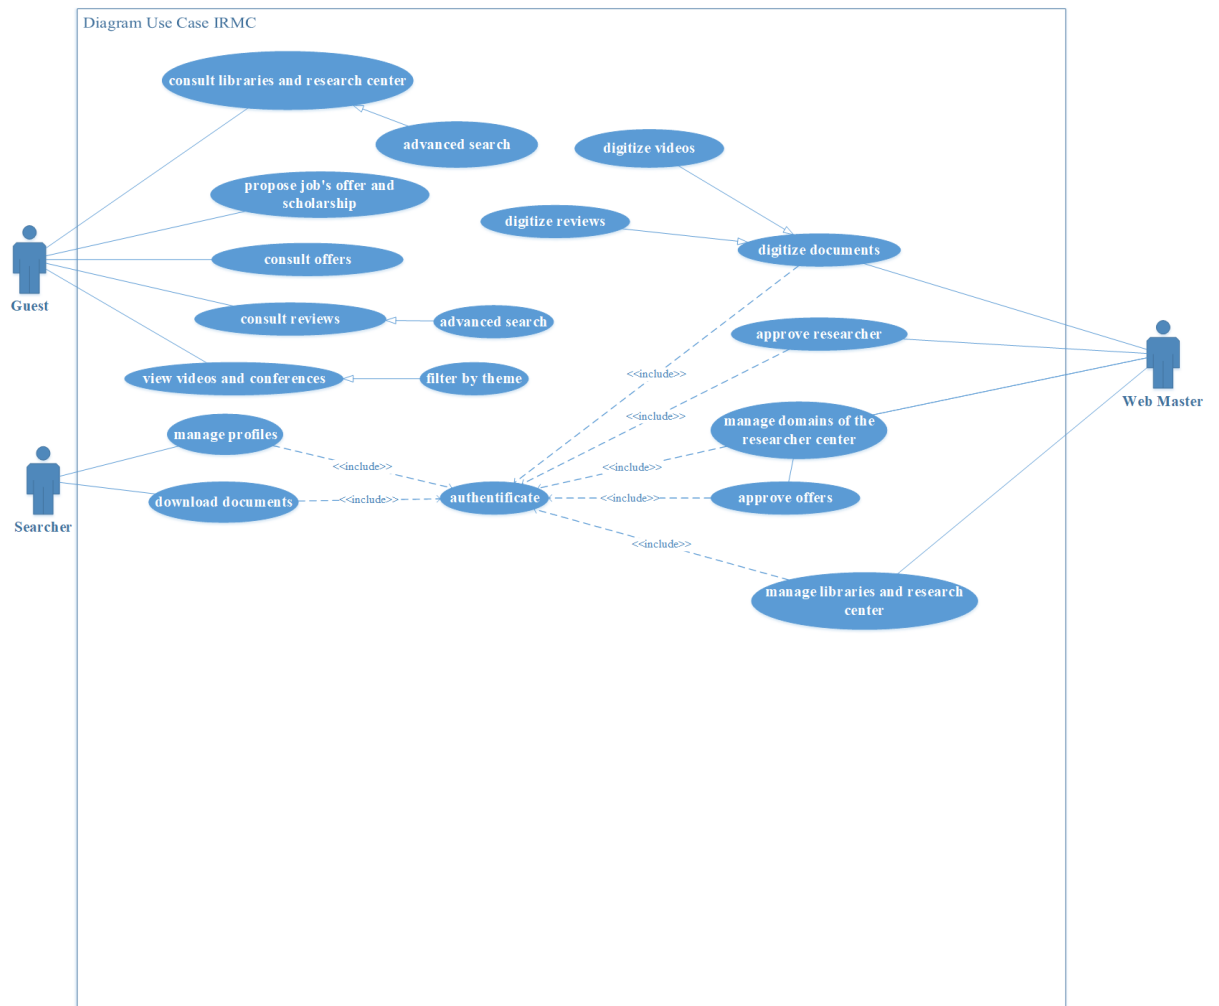 Diagram Use Case IRMC
consult libraries and research center
advanced search
digitize videos
propose job's offer and
scholarship
digitize reviews
digitize documents
consult offers
Guest
consult reviews
advanced search
approve researcher
view videos and conferences
filter by theme
<<include>>
Web Master
<<include>>
manage profiles
manage domains of the
researcher center
<<include>>
<<include>>
download documents
<<include>>
authentificate
<<include>>
approve offers
Searcher
<<include>>
manage libraries and research
center